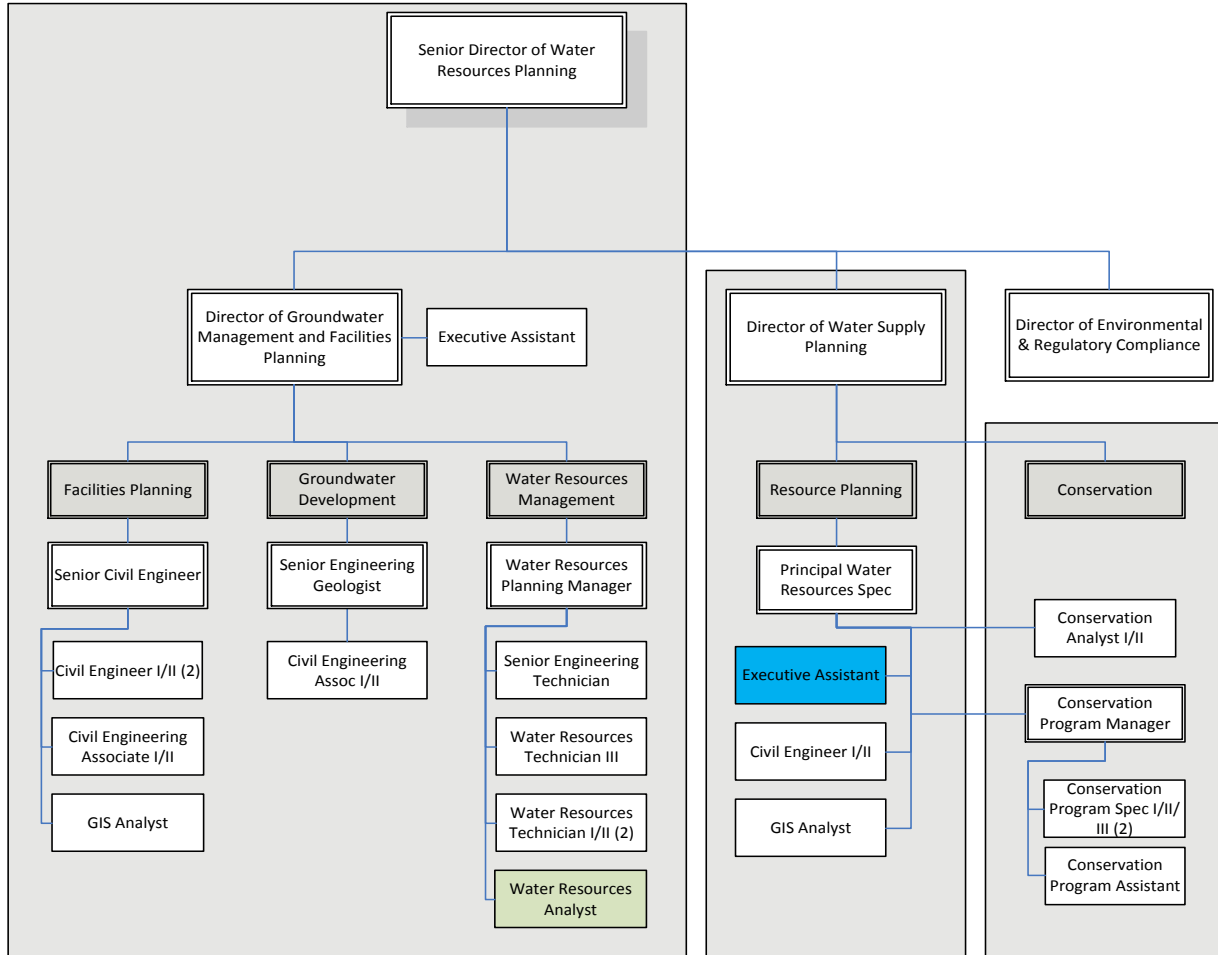 Senior Director of Water
Resources Planning
Director of Groundwater
Management and Facilities
Planning
Executive Assistant
Director of Water Supply
Planning
Director of Environmental
& Regulatory Compliance
Facilities Planning
Groundwater
Development
Water Resources
Management
Resource Planning
Conservation
Senior Civil Engineer
Senior Engineering
Geologist
Water Resources
Planning Manager
Principal Water
Resources Spec
Civil Engineer I/II (2)
Civil Engineering
Associate I/II
GIS Analyst
Civil Engineering
Assoc I/II
Senior Engineering
Technician
Water Resources
Technician III
Water Resources
Technician I/II (2)
Water Resources
Analyst
Executive Assistant
Civil Engineer I/II
GIS Analyst
Conservation
Analyst I/II
Conservation
Program Manager
Conservation
Program Spec I/II/
III (2)
Conservation
Program Assistant